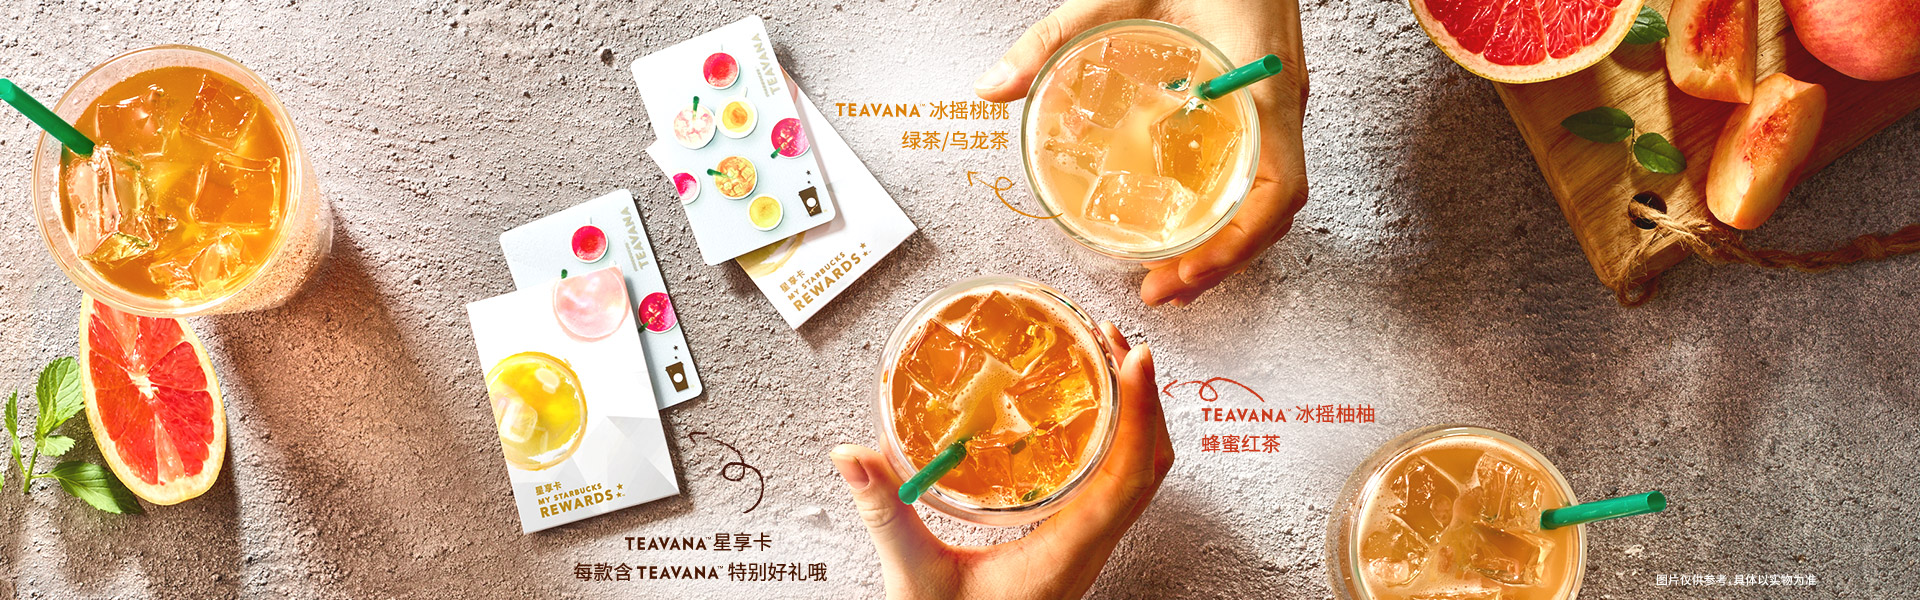 TEAVANA
TEAVANA™ 冰摇桃桃
绿茶/乌龙茶
星享卡
MY STARBUCKS
REWARDS
TEAVANA
TEAVANA™ 冰摇柚柚
蜂蜜红茶
星享卡
MY STARBUCKS
REWARDS
TEAVANA™ 星享卡
每款含 TEAVANA™ 特别好礼哦
图片仅供参考，具体以实物为准